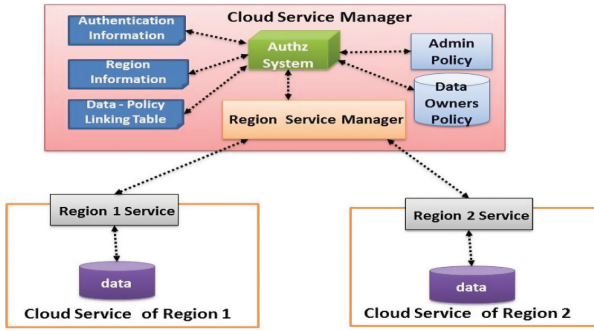 Cloud Service Manager
Authentication
Information
Region
Information
Data - Policy
Linking Table
Authz
System
Admin
Policy
Data
Owners
Policy
Region Service Manager
Region 1 Service
data
Cloud Service of Region 1
Region 2 Service
data
Cloud Service of Region 2